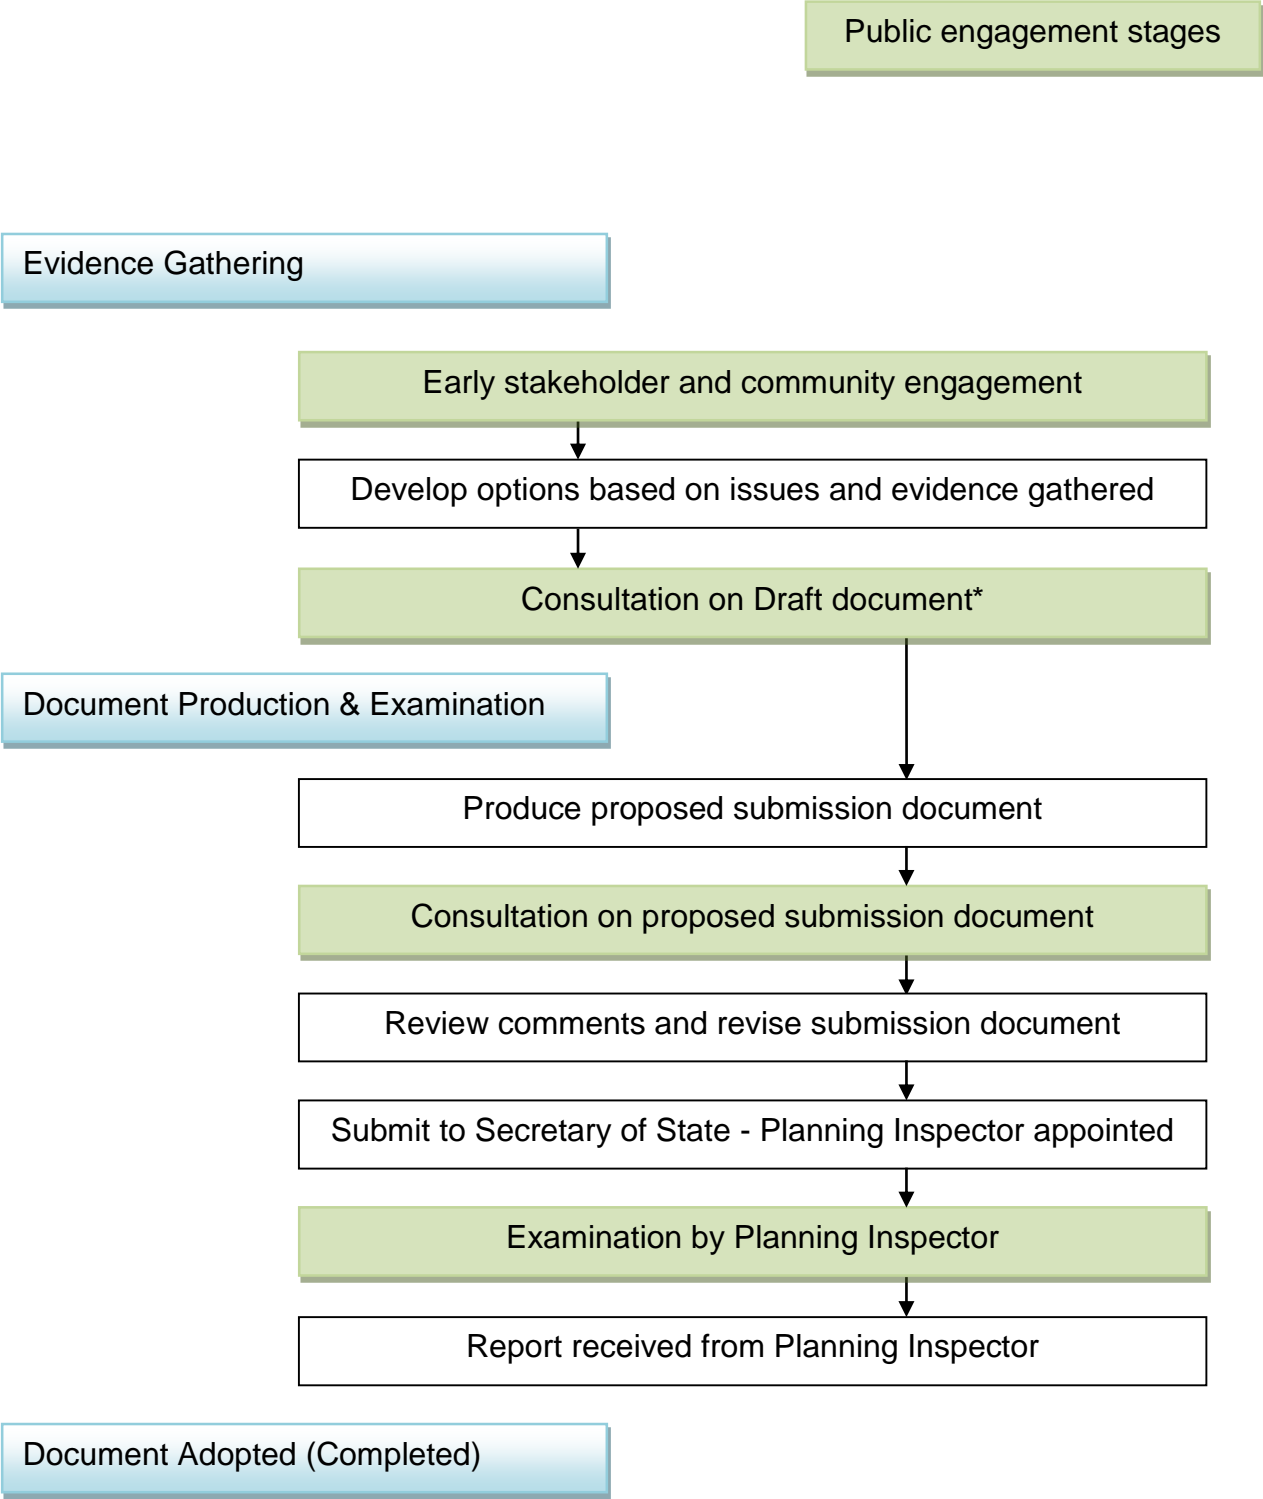 Public engagement stages
Evidence Gathering
Early stakeholder and community engagement
Develop options based on issues and evidence gathered
Consultation on Draft document*
Document Production & Examination
Produce proposed submission document
Consultation on proposed submission document
Review comments and revise submission document
Submit to Secretary of State - Planning Inspector appointed
Examination by Planning Inspector
Report received from Planning Inspector
Document Adopted (Completed)